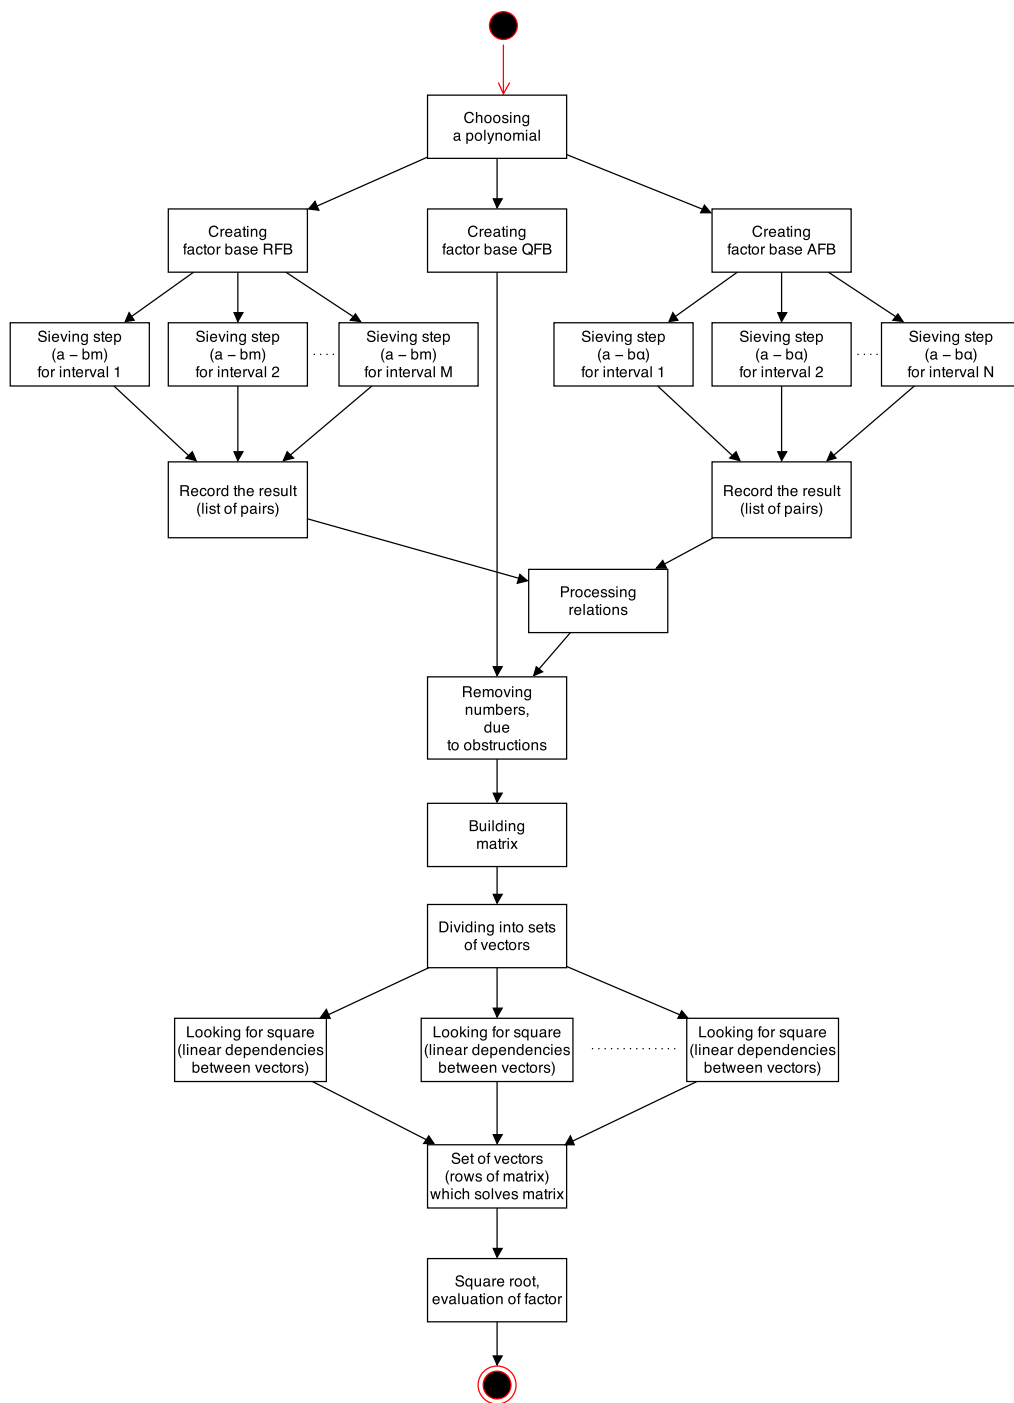 Choosing
a polynomial
Creating
factor base RFB
Creating
factor base QFB
Creating
factor base AFB
Sieving step
(a – bm)
for interval 1
Sieving step
(a – bm)
for interval 2
Sieving step
(a – bm)
for interval M
Sieving step
(a – bα)
for interval 1
Sieving step
(a – bα)
for interval 2
Sieving step
(a – bα)
for interval N
Record the result
(list of pairs)
Record the result
(list of pairs)
Processing
relations
Removing
numbers,
due
to obstructions
Building
matrix
Dividing into sets
of vectors
Looking for square
(linear dependencies
between vectors)
Looking for square
(linear dependencies
between vectors)
Looking for square
(linear dependencies
between vectors)
Set of vectors
(rows of matrix)
which solves matrix
Square root,
evaluation of factor